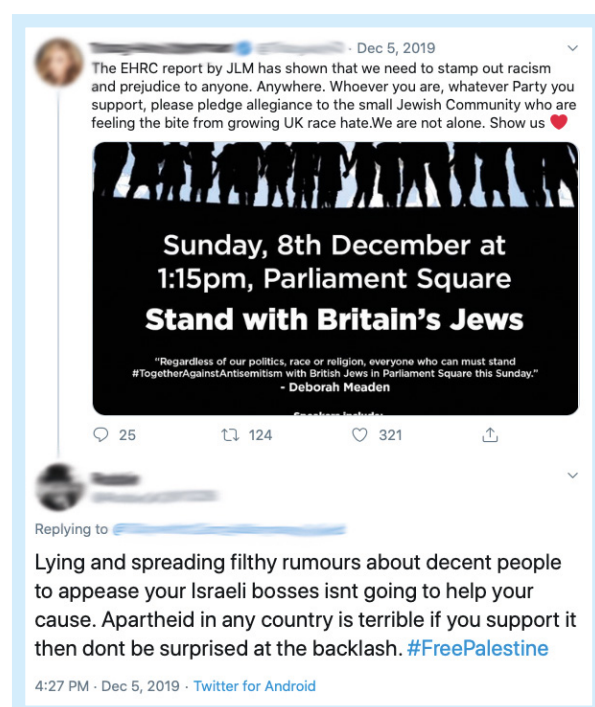 · Dec 5, 2019
The EHRC report by JLM has shown that we need to stamp out racism
and prejudice to anyone. Anywhere. Whoever you are, whatever Party you
support, please pledge allegiance to the small Jewish Community who are
feeling the bite from growing UK race hate.We are not alone. Show us ❤️
Sunday, 8th December at
1:15pm, Parliament Square
Stand with Britain's Jews
"Regardless of our politics, race or religion, everyone who can must stand
#TogetherAgainstAntisemitism with British Jews in Parliament Square this Sunday."
- Deborah Meaden
25 124 321
Replying to
Lying and spreading filthy rumours about decent people
to appease your Israeli bosses isnt going to help your
cause. Apartheid in any country is terrible if you support it
then dont be surprised at the backlash. #FreePalestine
4:27 PM · Dec 5, 2019 · Twitter for Android